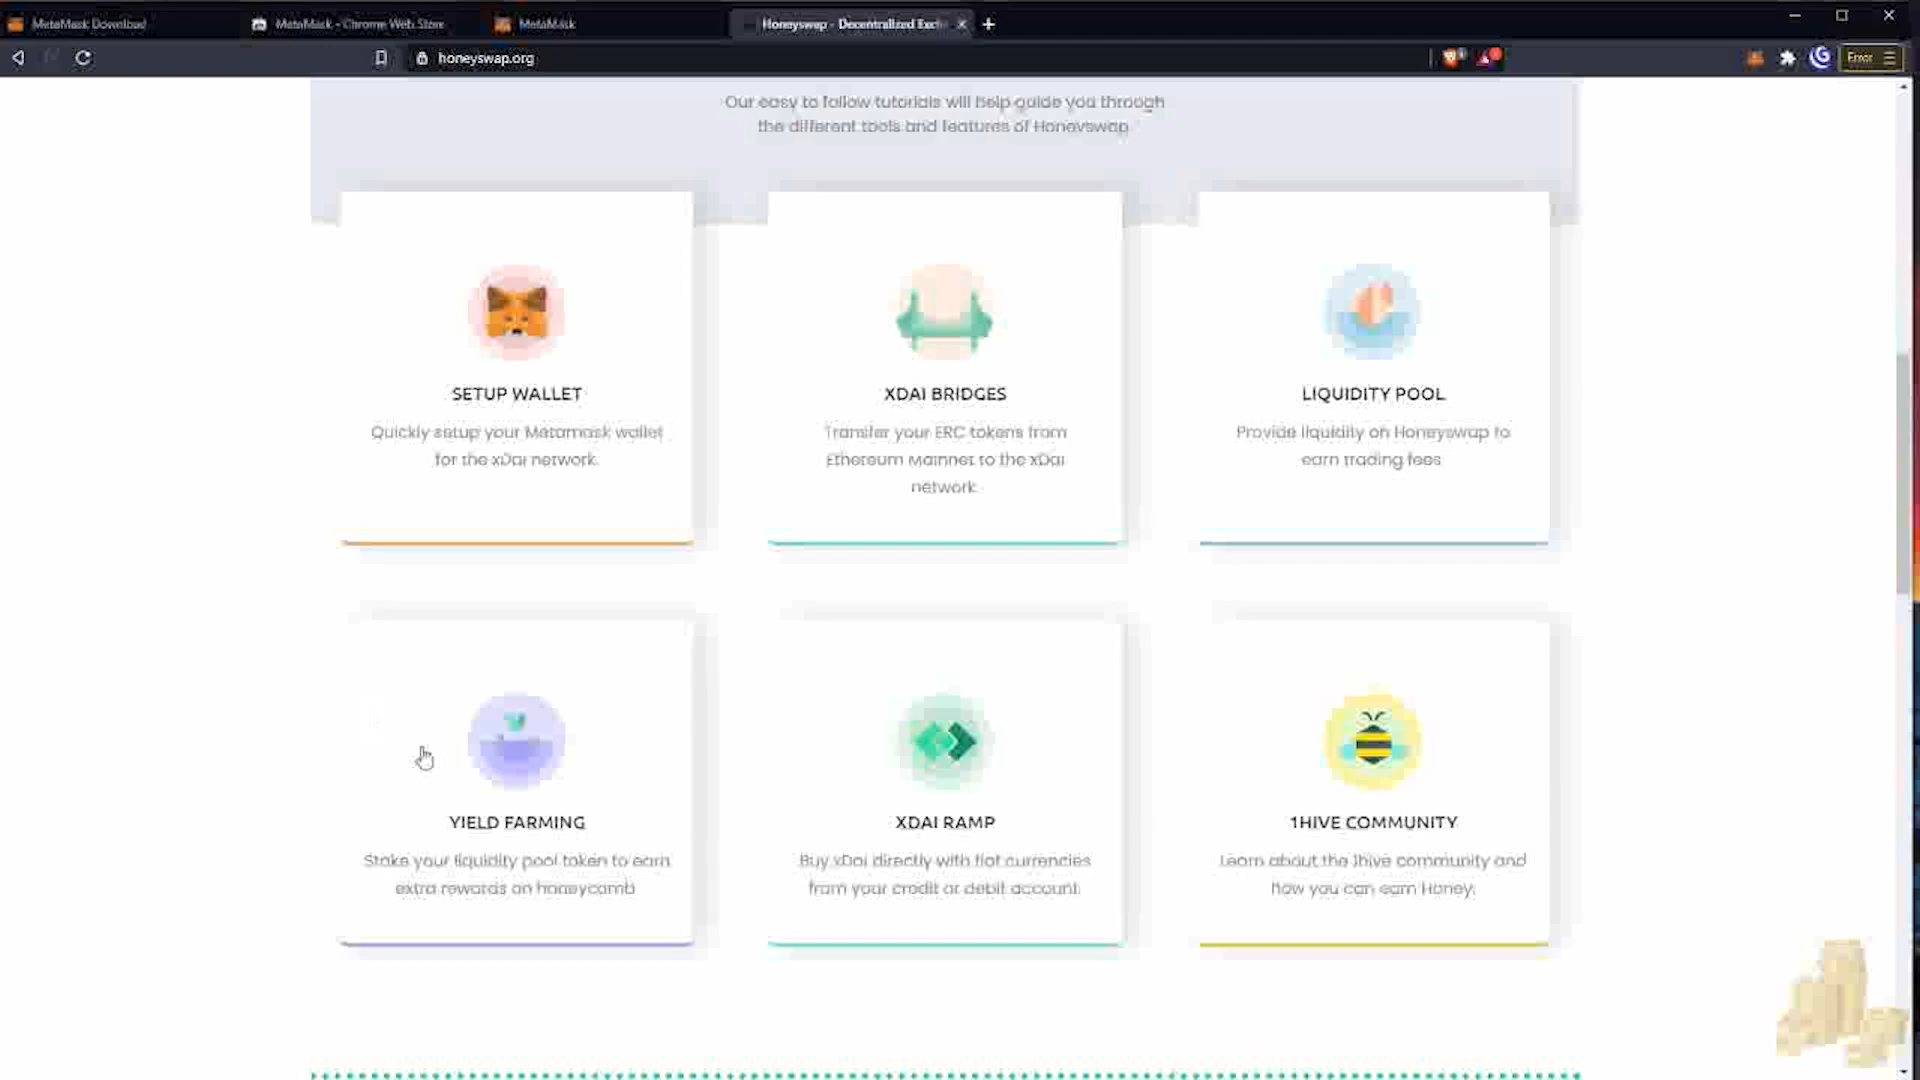 MetaMask Download
MetaMask - Chrome Web Store
MetaMask
Honeyswap - Decentralized Exch
honeyswap.org
Error
Our easy to follow tutorials will help guide you through
the different tools and features of Honeyswap
SETUP WALLET
Quickly setup your Metamask wallet
for the xDai network.
XDAI BRIDGES
Transfer your ERC tokens from
Ethereum Mainnet to the xDai
network.
LIQUIDITY POOL
Provide liquidity on Honeyswap to
earn trading fees
YIELD FARMING
Stake your liquidity pool token to earn
extra rewards on honeycomb
XDAI RAMP
Buy xDai directly with fiat currencies
from your credit or debit account.
1HIVE COMMUNITY
Learn about the 1hive community and
how you can earn Honey.